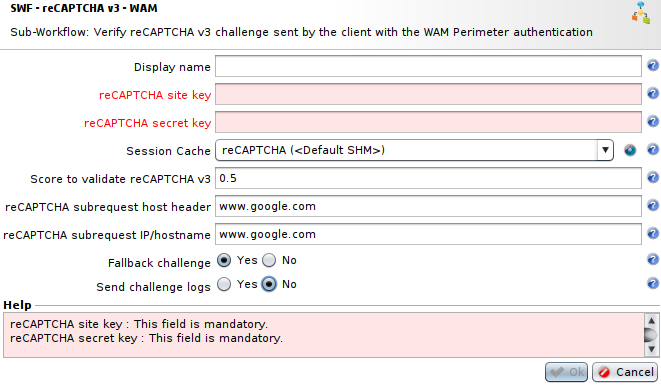 SWF - reCAPTCHA v3 - WAM
Sub-Workflow: Verify reCAPTCHA v3 challenge sent by the client with the WAM Perimeter authentication
Display name
reCAPTCHA site key
reCAPTCHA secret key
Session Cache reCAPTCHA (<Default SHM>)
Score to validate reCAPTCHA v3 0.5
reCAPTCHA subrequest host header www.google.com
reCAPTCHA subrequest IP/hostname www.google.com
Fallback challenge Yes No
Send challenge logs Yes No
Help
reCAPTCHA site key : This field is mandatory.
reCAPTCHA secret key : This field is mandatory.
Ok Cancel